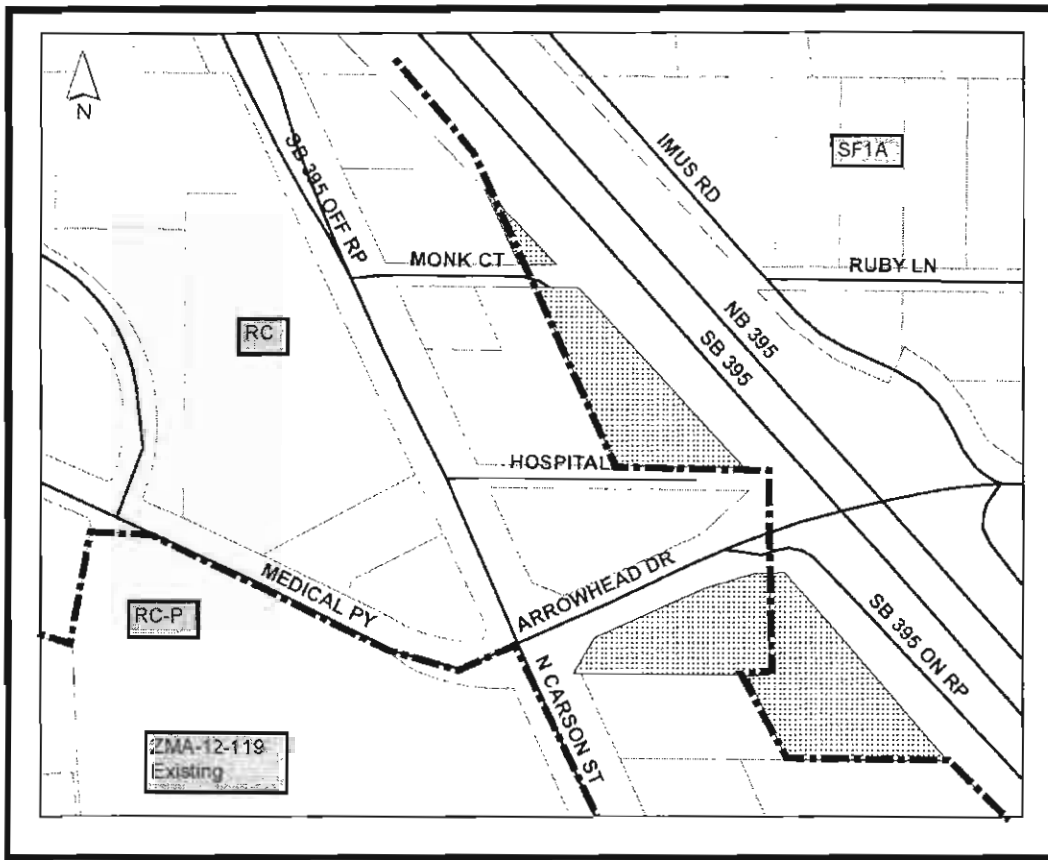 N
SB 395 OFF RP
IMUS RD
SF1A
MONK CT
RUBY LN
RC
NB 395
SB 395
HOSPITAL
MEDICAL PY
ARROWHEAD DR
RC-P
SB 395 ON RP
N CARSON ST
ZMA-12-119
Existing